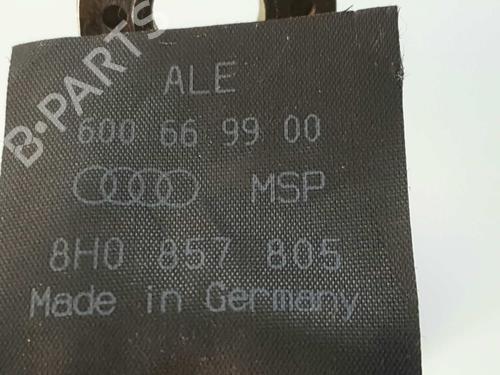 B-PARTS
ALE
600 66 99 00
MSP
8H0 857 805
Made in Germany